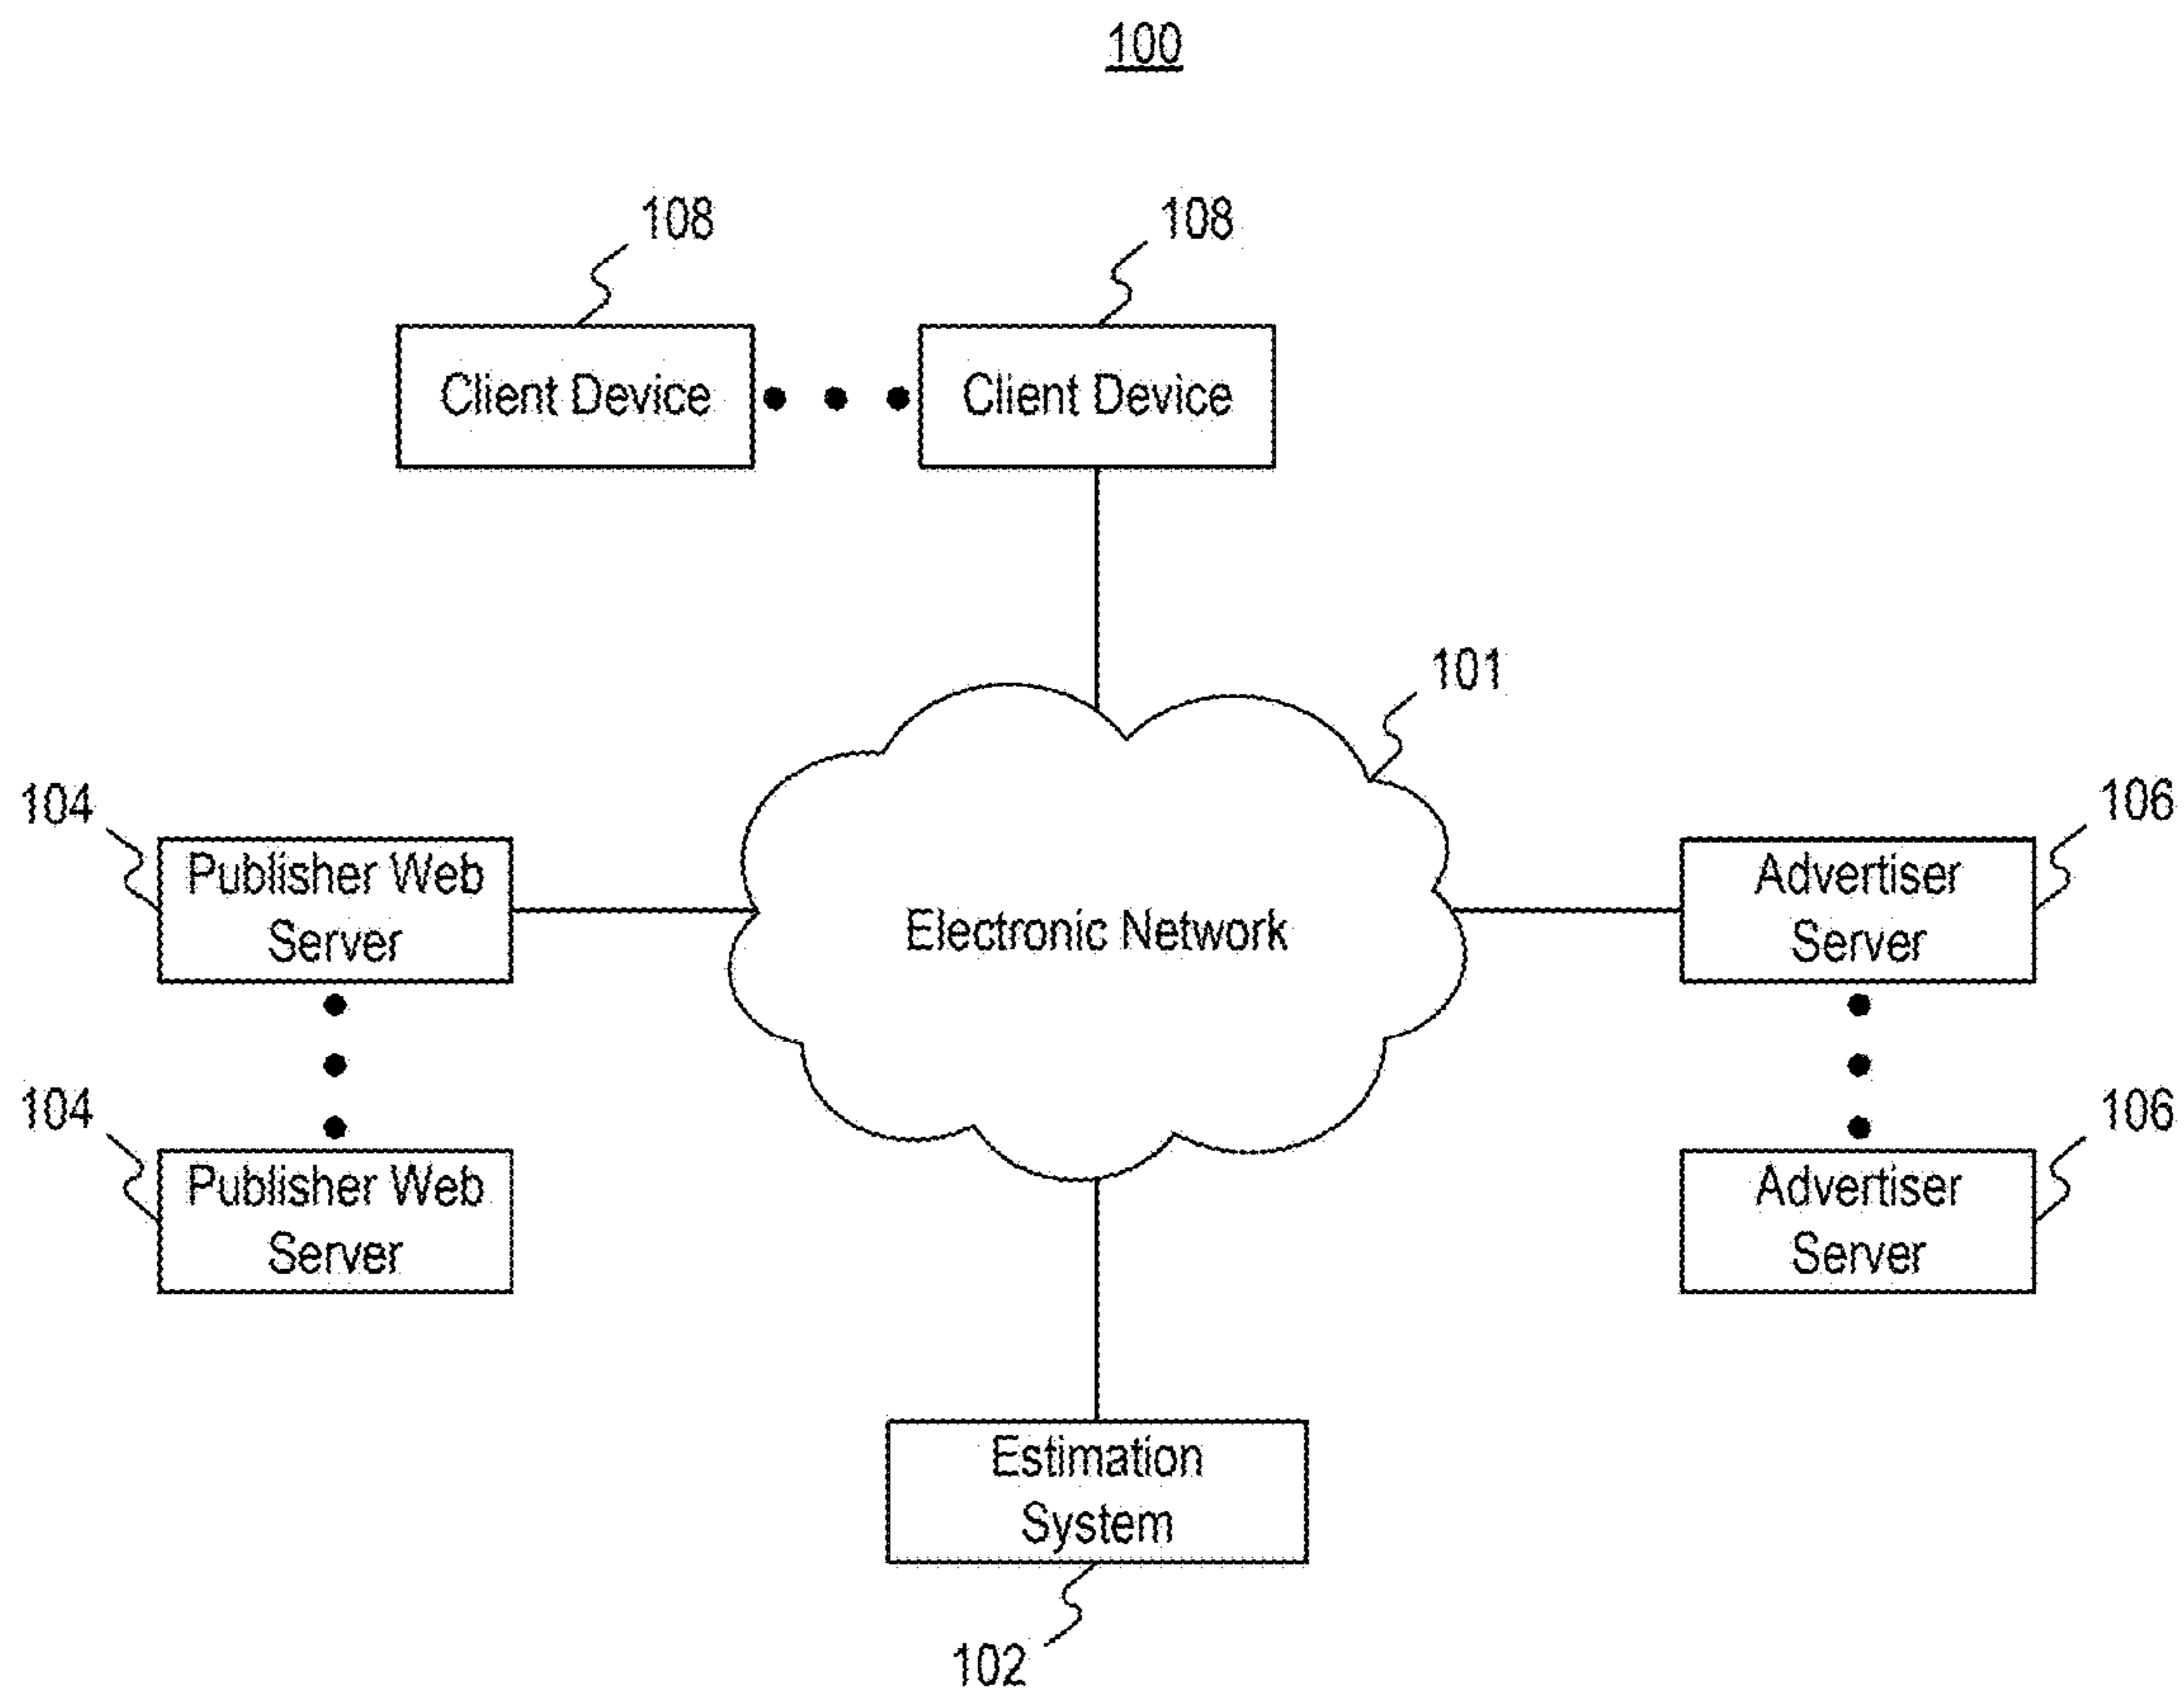 100
108
108
Client Device
Client Device
101
104
106
Publisher Web
Server
Electronic Network
Advertiser
Server
104
106
Publisher Web
Server
Advertiser
Server
Estimation
System
102